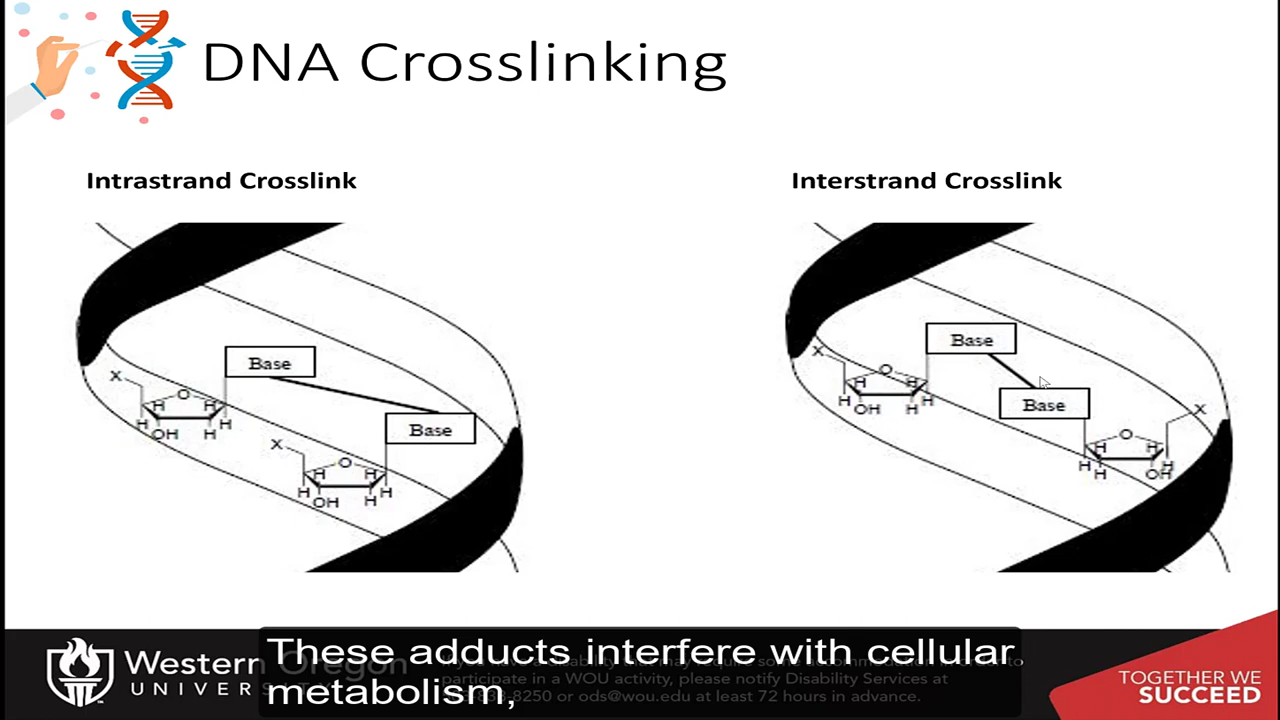 DNA Crosslinking
Intrastrand Crosslink
Interstrand Crosslink
Base
X
O
H
H
H
H
H
OH
Base
X
O
H
H
H
H
H
OH
Base
X
O
H
H
H
H
H
OH
Base
X
O
H
H
H
H
H
OH
These adducts interfere with cellular
metabolism,
Western Oregon
UNIVERS
participate in a WOU activity, please notify Disability Services at
8250 or ods@wou.edu at least 72 hours in advance.
TOGETHER WE
SUCCEED